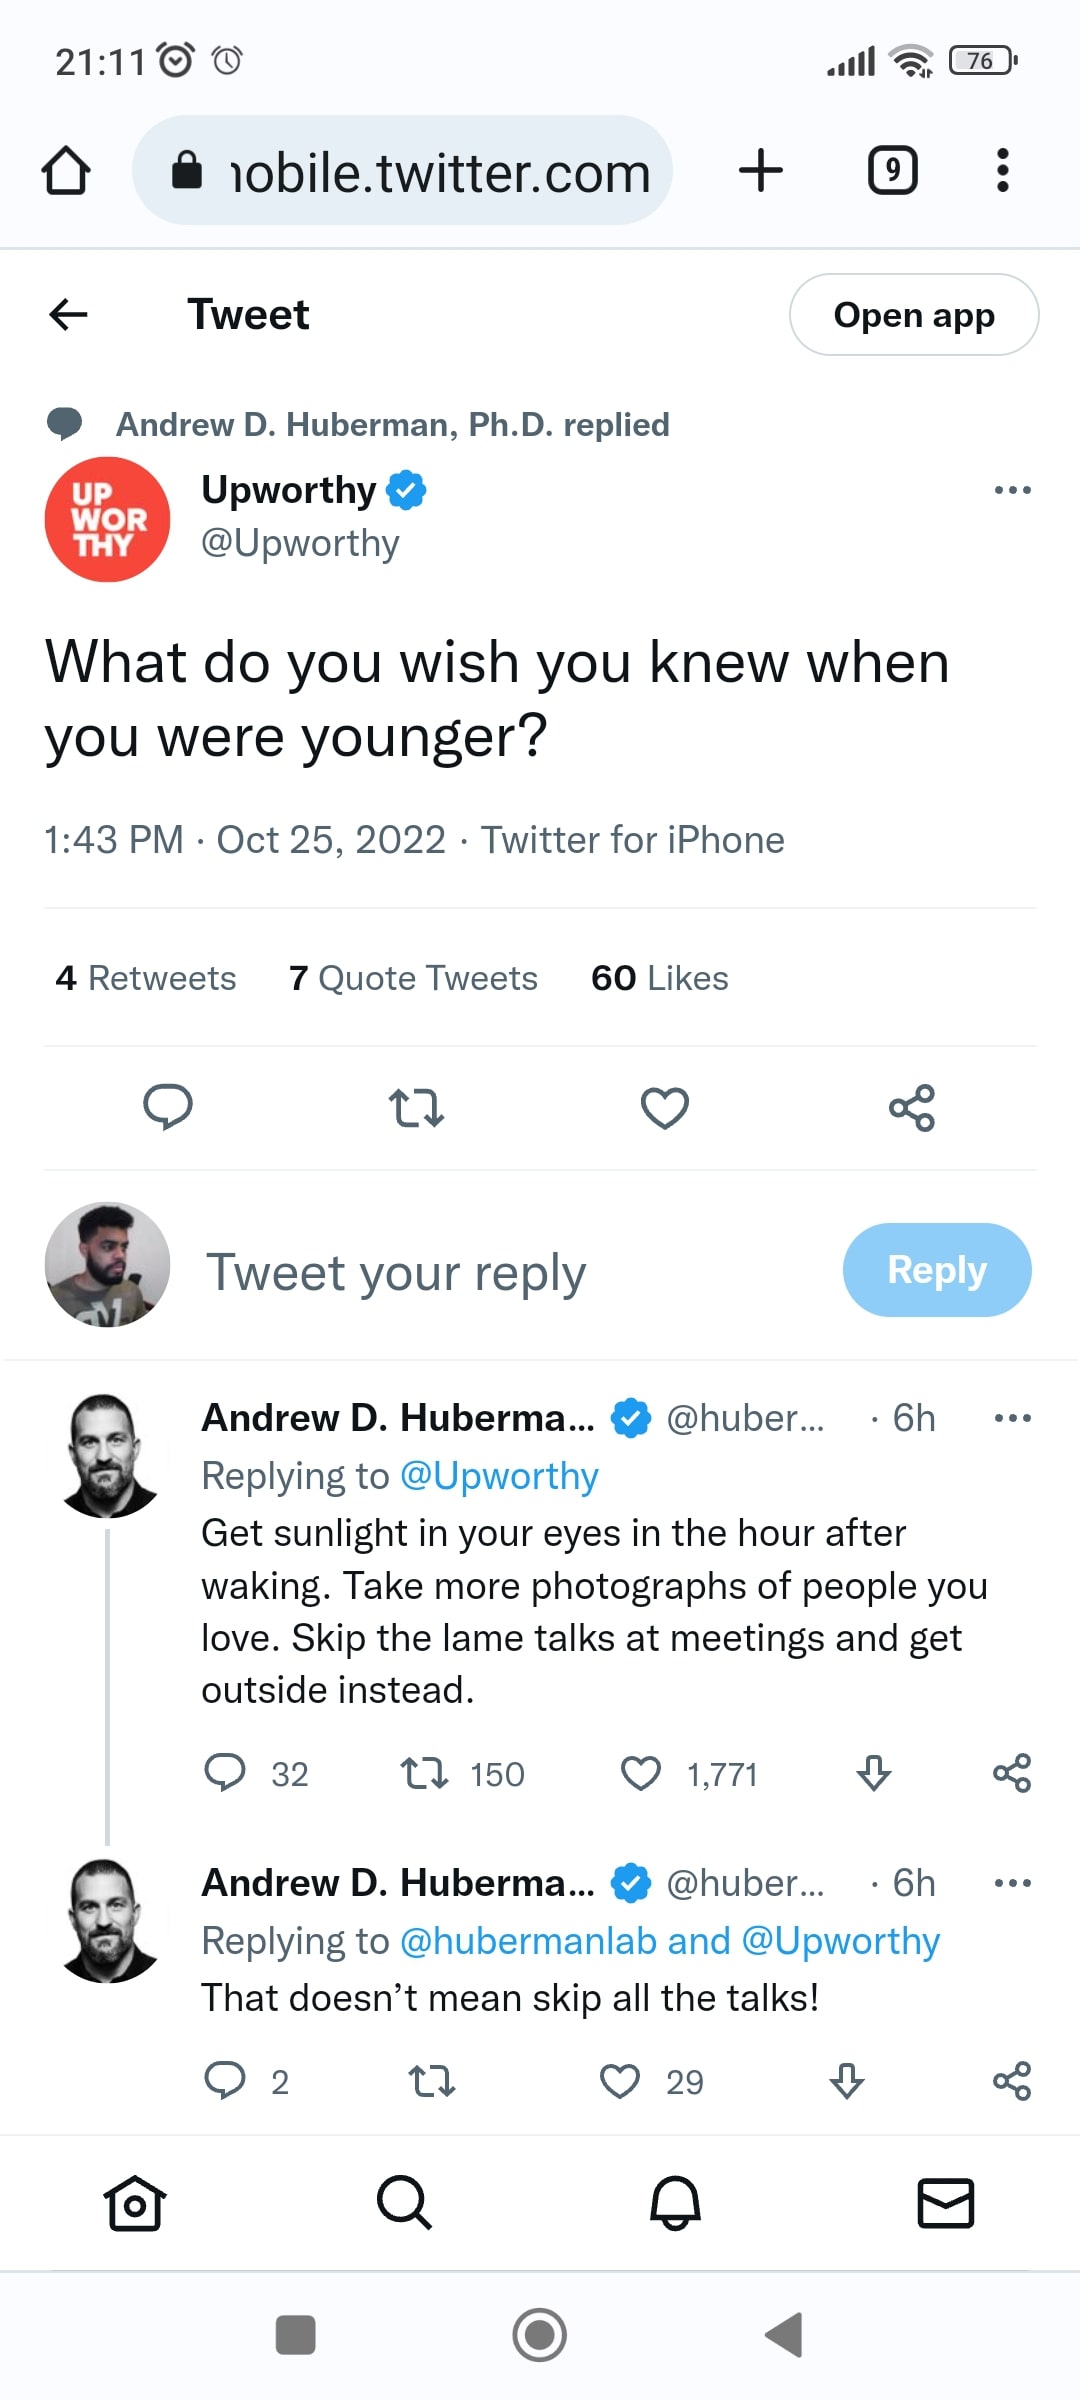 21:11
76
nobile.twitter.com
9
Tweet
Open app
Andrew D. Huberman, Ph.D. replied
UP
WOR
THY
Upworthy
@Upworthy
What do you wish you knew when
you were younger?
1:43 PM · Oct 25, 2022 · Twitter for iPhone
4 Retweets 7 Quote Tweets 60 Likes
Tweet your reply
Reply
Andrew D. Huberma... @huber... · 6h
Replying to @Upworthy
Get sunlight in your eyes in the hour after
waking. Take more photographs of people you
love. Skip the lame talks at meetings and get
outside instead.
32 150 1,771
Andrew D. Huberma... @huber... · 6h
Replying to @hubermanlab and @Upworthy
That doesn’t mean skip all the talks!
2 29